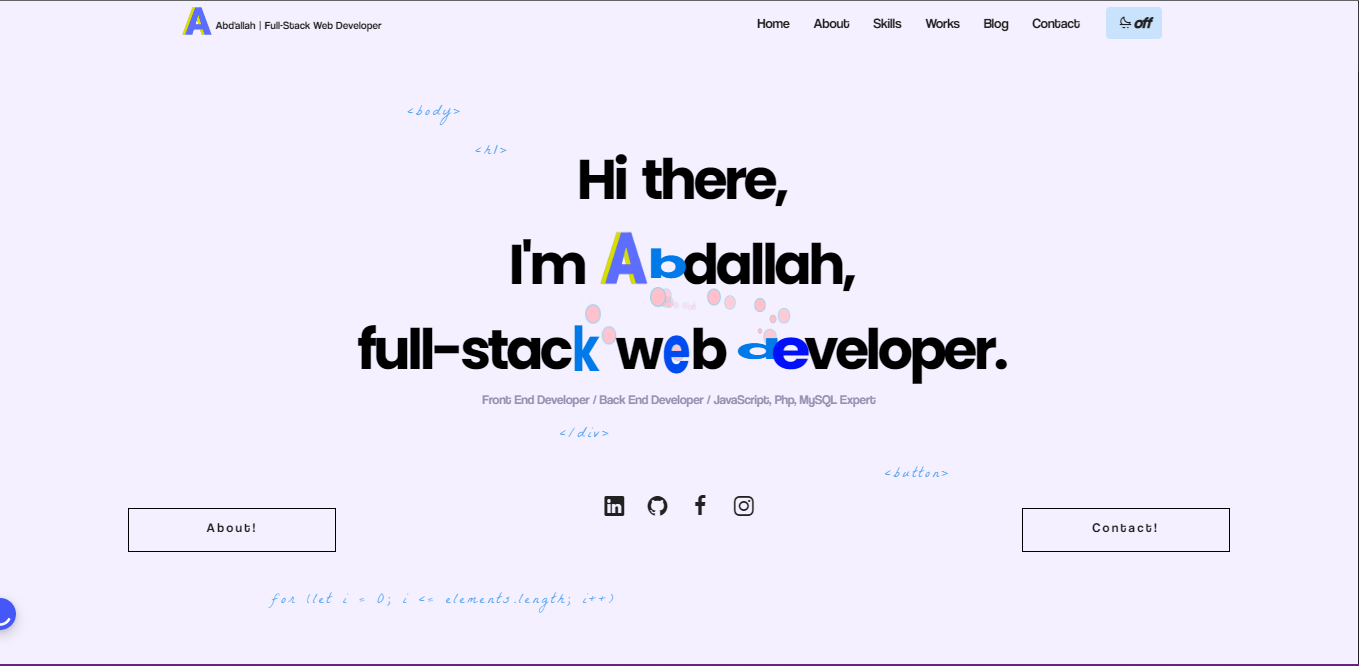 A Abd'allah | Full-Stack Web Developer
Home About Skills Works Blog Contact off
<body>
<h1>
Hi there,
I'm Abdallah,
full-stack web developer.
Front End Developer / Back End Developer / JavaScript, Php, MySQL Expert
</div>
<button>
About!
Contact!
for (let i = 0; i <= elements.length; i++)